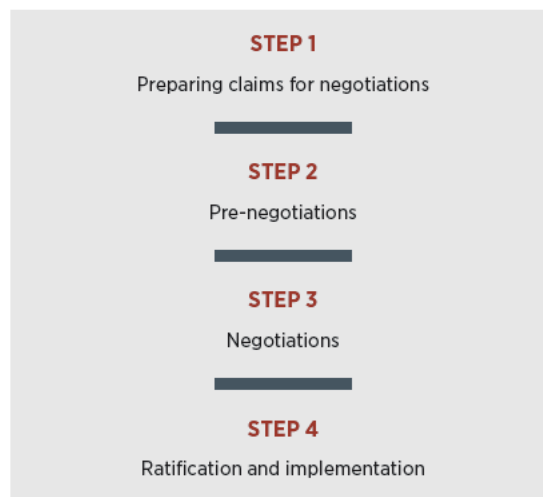 STEP 1
Preparing claims for negotiations
STEP 2
Pre-negotiations
STEP 3
Negotiations
STEP 4
Ratification and implementation